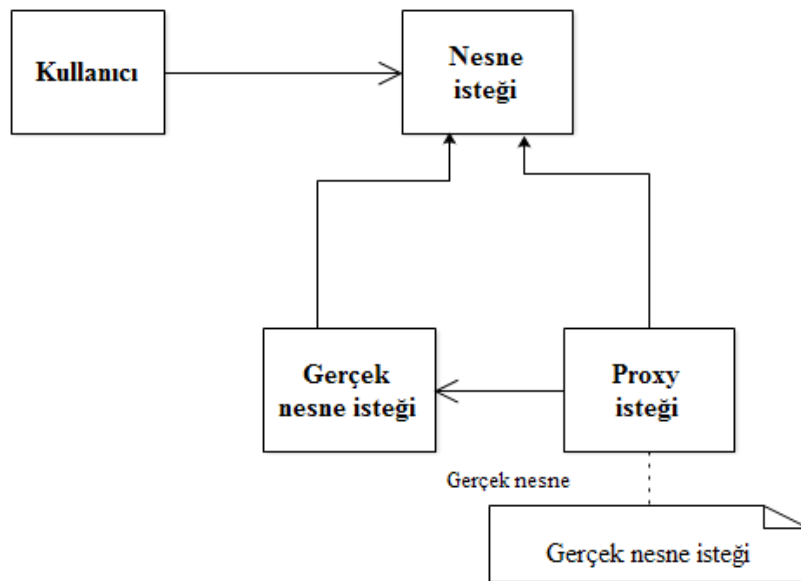 Kullanıcı
Nesne
isteği
Gerçek
nesne isteği
Proxy
isteği
Gerçek nesne
Gerçek nesne isteği